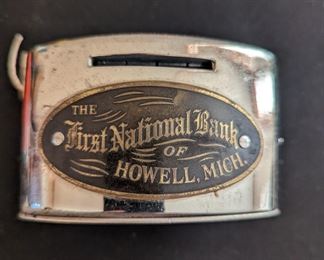 THE
First National Bank
OF
HOWELL, MICH.